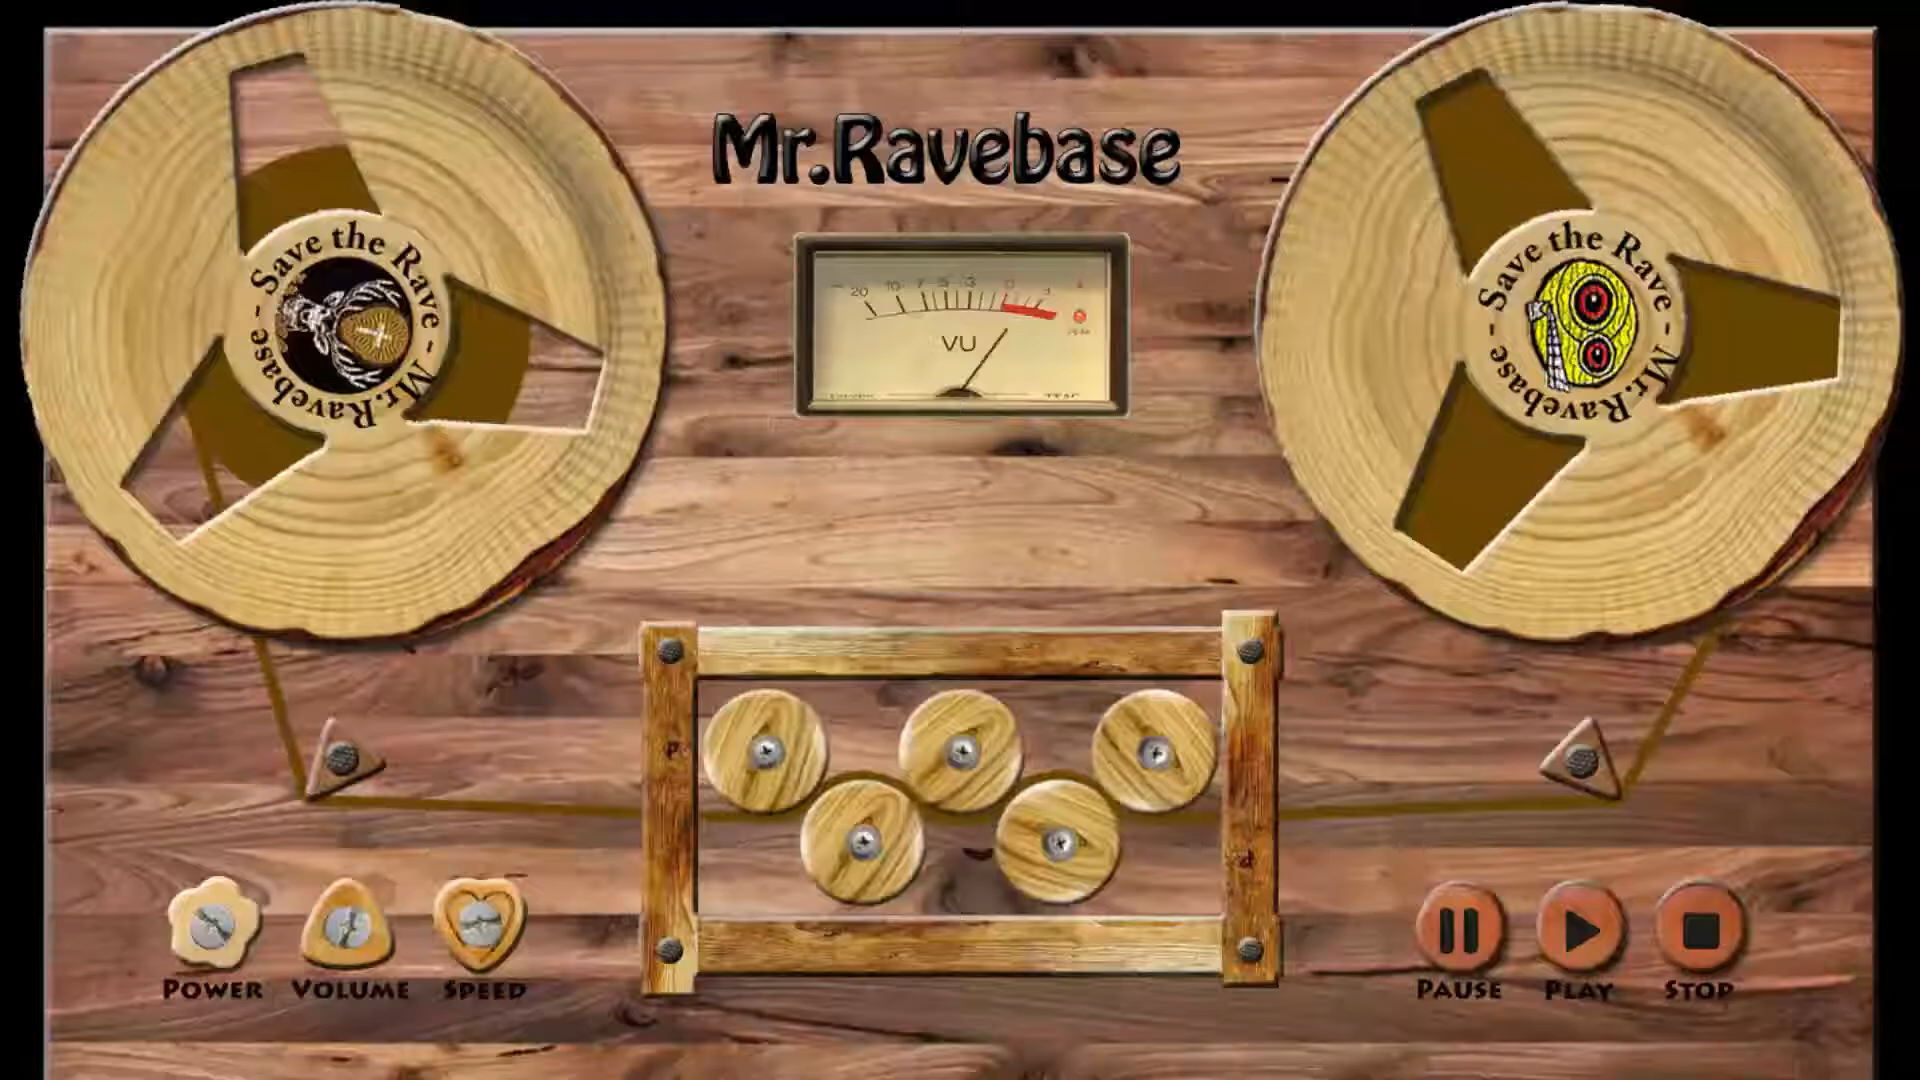 Mr.Ravebase
Save the Rave - Mr.Ravebase -
Save the Rave - Mr.Ravebase -
20 10 7 5 3 0 3
VU
POWER VOLUME SPEED
PAUSE PLAY STOP